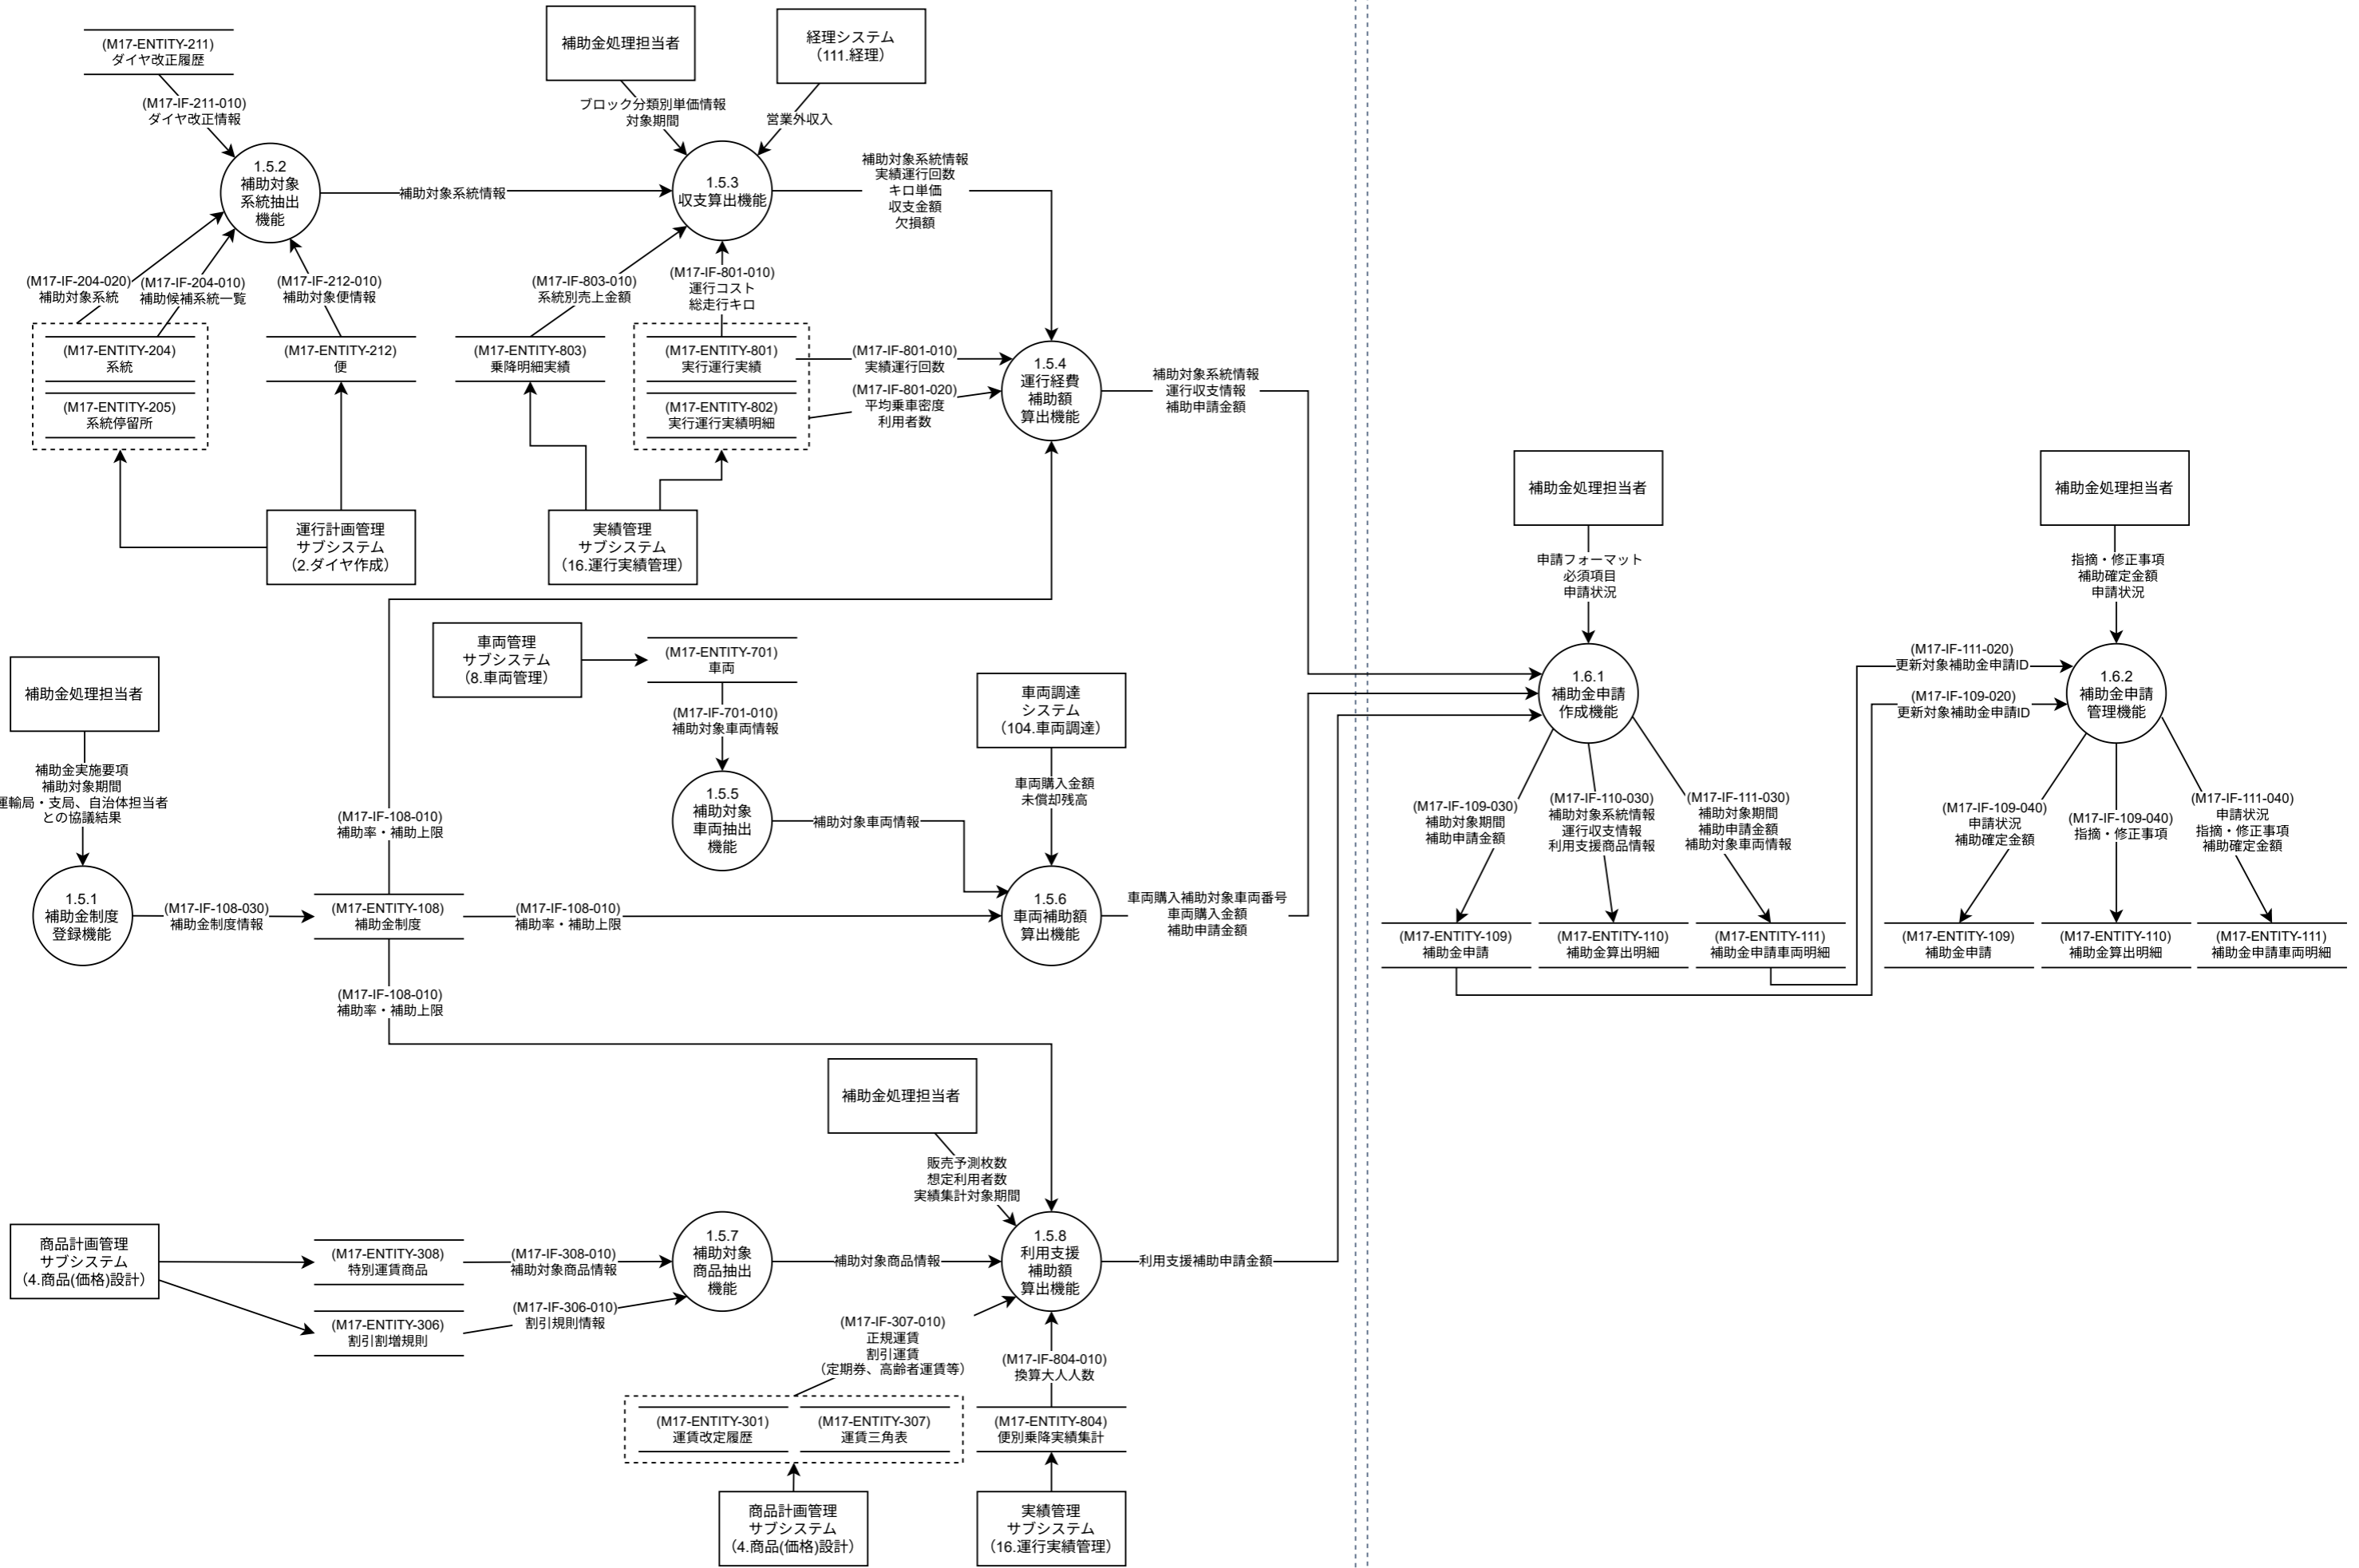 (M17-ENTITY-211)
ダイヤ改正履歴
(M17-IF-211-010)
ダイヤ改正情報
1.5.2
補助対象
系統抽出
機能
補助対象系統情報
(M17-IF-204-020)
補助対象系統
(M17-IF-204-010)
補助候補系統一覧
(M17-IF-212-010)
補助対象便情報
(M17-ENTITY-204)
系統
(M17-ENTITY-205)
系統停留所
(M17-ENTITY-212)
便
運行計画管理
サブシステム
（2.ダイヤ作成）
補助金処理担当者
ブロック分類別単価情報
対象期間
経理システム
（111.経理）
営業外収入
1.5.3
収支算出機能
補助対象系統情報
実績運行回数
キロ単価
収支金額
欠損額
(M17-IF-803-010)
系統別売上金額
(M17-IF-801-010)
運行コスト
総走行キロ
(M17-ENTITY-803)
乗降明細実績
(M17-ENTITY-801)
実行運行実績
(M17-ENTITY-802)
実行運行実績明細
(M17-IF-801-010)
実績運行回数
(M17-IF-801-020)
平均乗車密度
利用者数
実績管理
サブシステム
（16.運行実績管理）
1.5.4
運行経費
補助額
算出機能
補助対象系統情報
運行収支情報
補助申請金額
補助金処理担当者
補助金実施要項
補助対象期間
運輸局・支局、自治体担当者
との協議結果
1.5.1
補助金制度
登録機能
(M17-IF-108-030)
補助金制度情報
(M17-IF-108-010)
補助率・補助上限
(M17-ENTITY-108)
補助金制度
(M17-IF-108-010)
補助率・補助上限
(M17-IF-108-010)
補助率・補助上限
車両管理
サブシステム
（8.車両管理）
(M17-ENTITY-701)
車両
(M17-IF-701-010)
補助対象車両情報
1.5.5
補助対象
車両抽出
機能
補助対象車両情報
車両調達
システム
（104.車両調達）
車両購入金額
未償却残高
1.5.6
車両補助額
算出機能
車両購入補助対象車両番号
車両購入金額
補助申請金額
補助金処理担当者
販売予測枚数
想定利用者数
実績集計対象期間
商品計画管理
サブシステム
（4.商品(価格)設計）
(M17-ENTITY-308)
特別運賃商品
(M17-IF-308-010)
補助対象商品情報
(M17-ENTITY-306)
割引割増規則
(M17-IF-306-010)
割引規則情報
1.5.7
補助対象
商品抽出
機能
補助対象商品情報
1.5.8
利用支援
補助額
算出機能
利用支援補助申請金額
(M17-IF-307-010)
正規運賃
割引運賃
（定期券、高齢者運賃等）
(M17-IF-804-010)
換算大人人数
(M17-ENTITY-301)
運賃改定履歴
(M17-ENTITY-307)
運賃三角表
(M17-ENTITY-804)
便別乗降実績集計
商品計画管理
サブシステム
（4.商品(価格)設計）
実績管理
サブシステム
（16.運行実績管理）
補助金処理担当者
申請フォーマット
必須項目
申請状況
1.6.1
補助金申請
作成機能
(M17-IF-109-030)
補助対象期間
補助申請金額
(M17-IF-110-030)
補助対象系統情報
運行収支情報
利用支援商品情報
(M17-IF-111-030)
補助対象期間
補助申請金額
補助対象車両情報
(M17-ENTITY-109)
補助金申請
(M17-ENTITY-110)
補助金算出明細
(M17-ENTITY-111)
補助金申請車両明細
補助金処理担当者
指摘・修正事項
補助確定金額
申請状況
(M17-IF-111-020)
更新対象補助金申請ID
(M17-IF-109-020)
更新対象補助金申請ID
1.6.2
補助金申請
管理機能
(M17-IF-109-040)
申請状況
補助確定金額
(M17-IF-109-040)
指摘・修正事項
(M17-IF-111-040)
申請状況
指摘・修正事項
補助確定金額
(M17-ENTITY-109)
補助金申請
(M17-ENTITY-110)
補助金算出明細
(M17-ENTITY-111)
補助金申請車両明細